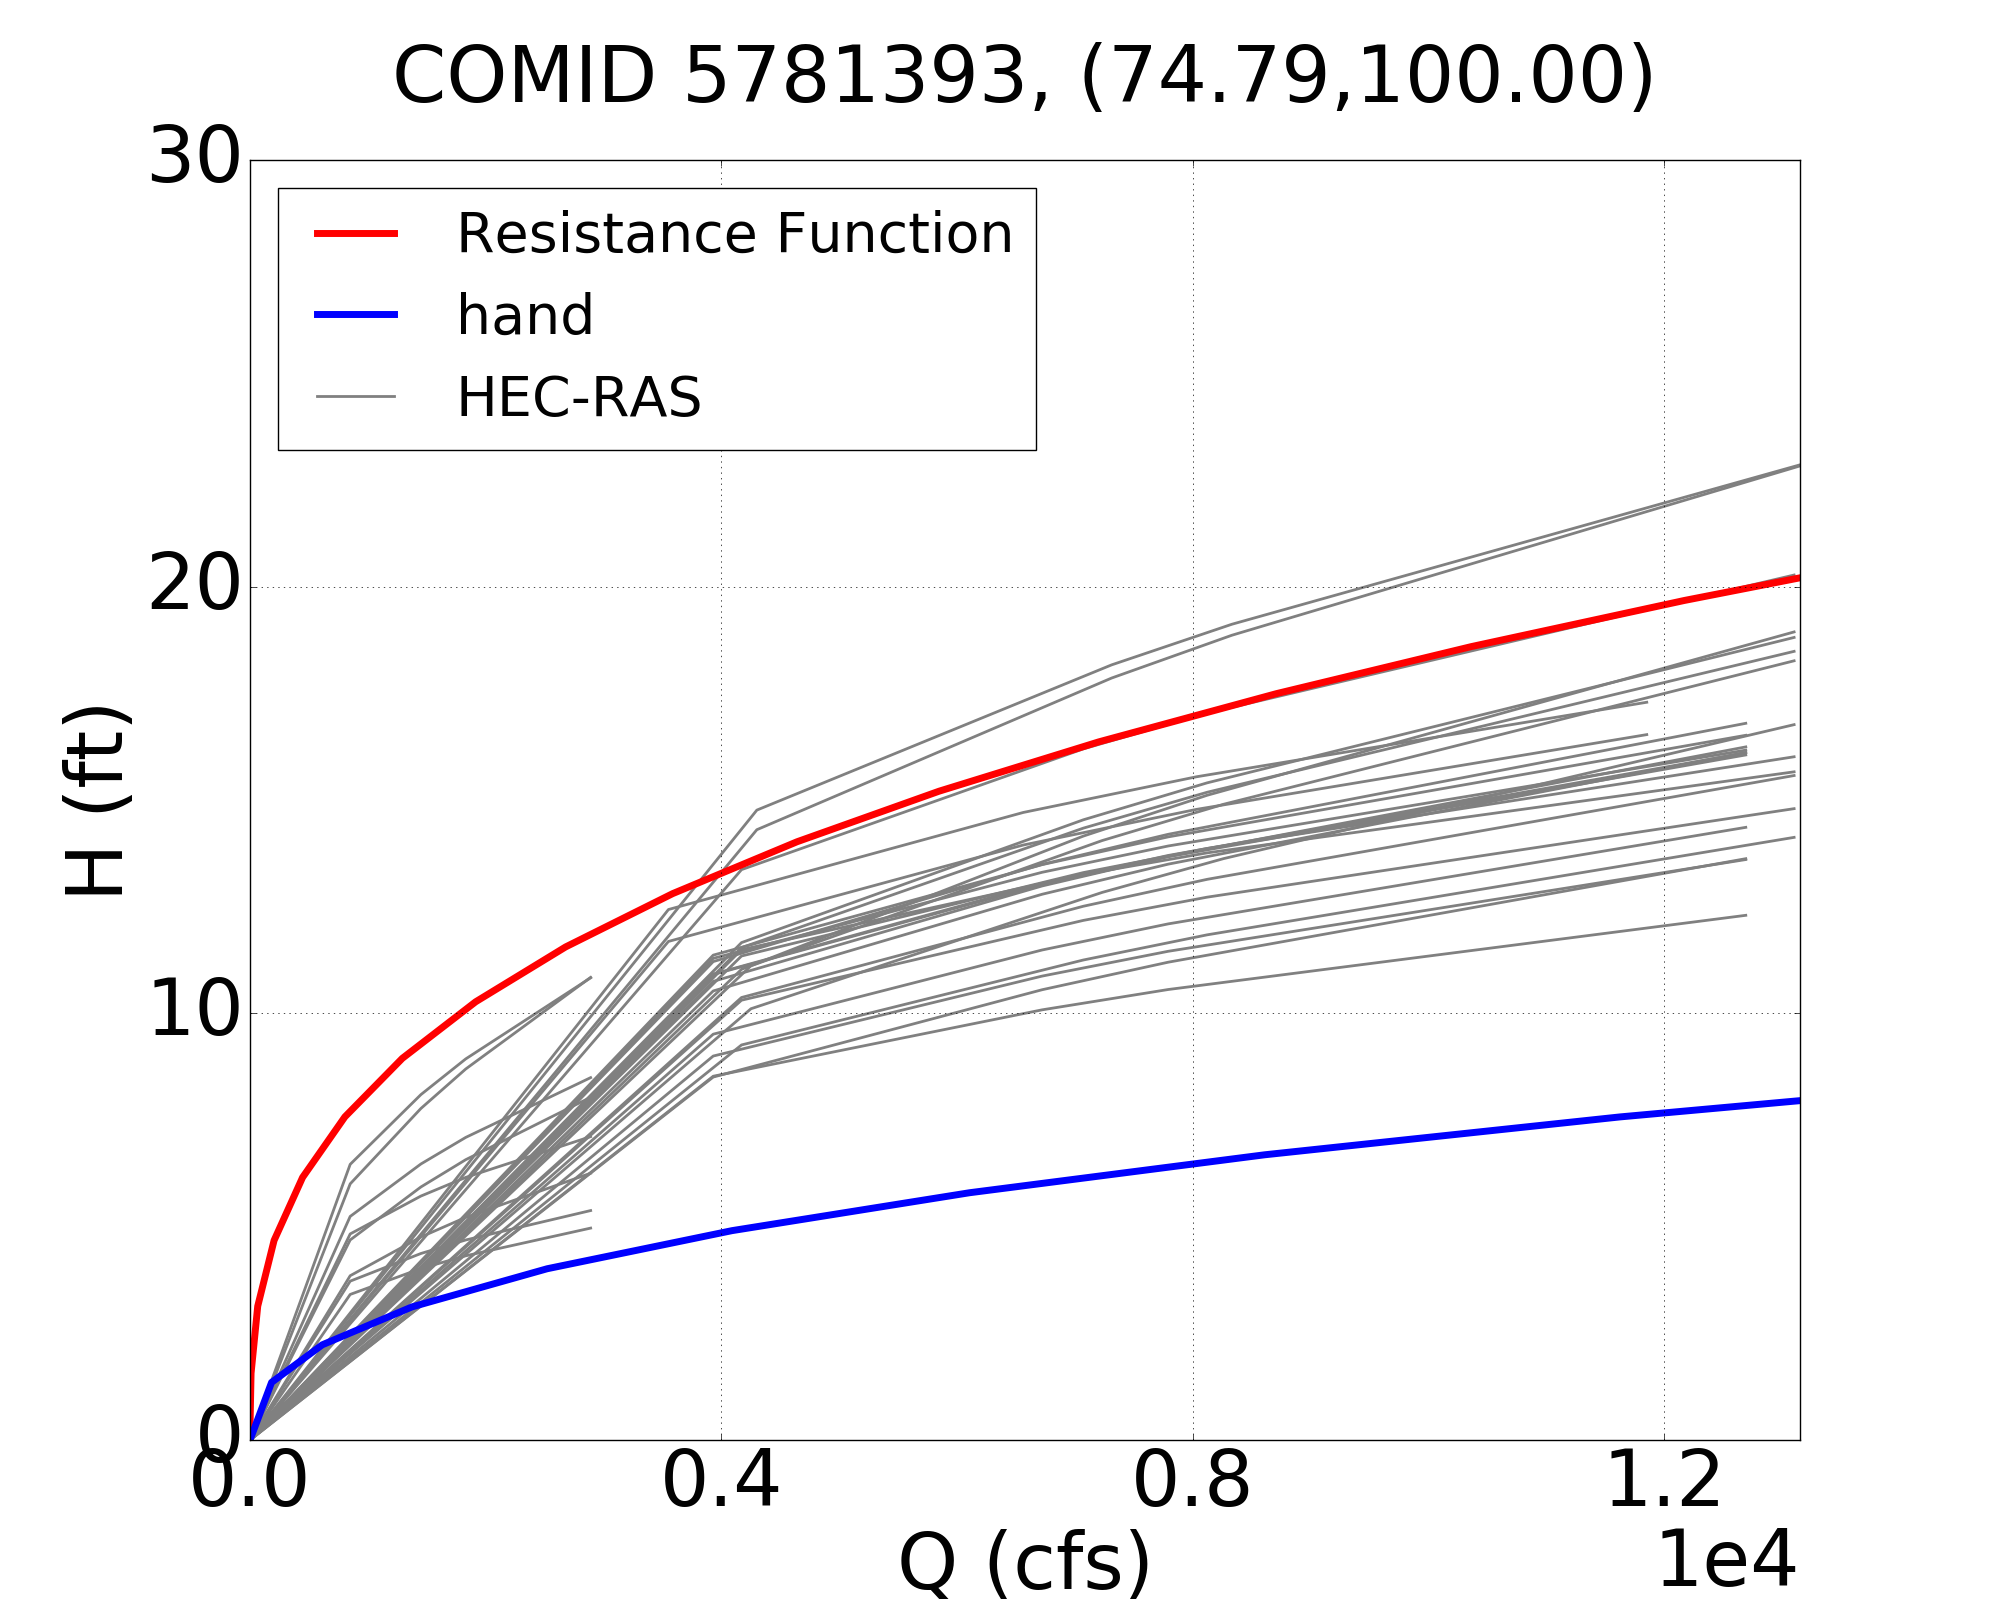 COMID 5781393, (74.79,100.00)
30
20
10
0
H (ft)
Resistance Function
hand
HEC-RAS
0.0
0.4
0.8
1.2
1e4
Q (cfs)